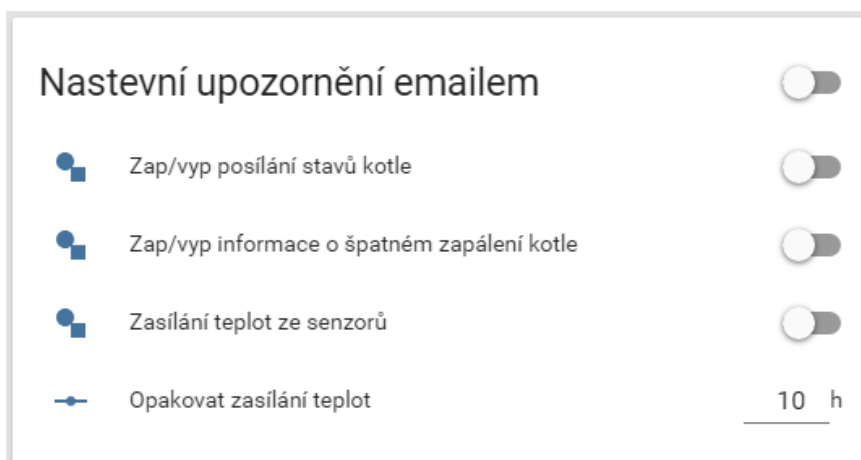 Nastevní upozornění emailem
Zap/vyp posílání stavů kotle
Zap/vyp informace o špatném zapálení kotle
Zasílání teplot ze senzorů
Opakovat zasílání teplot 10 h